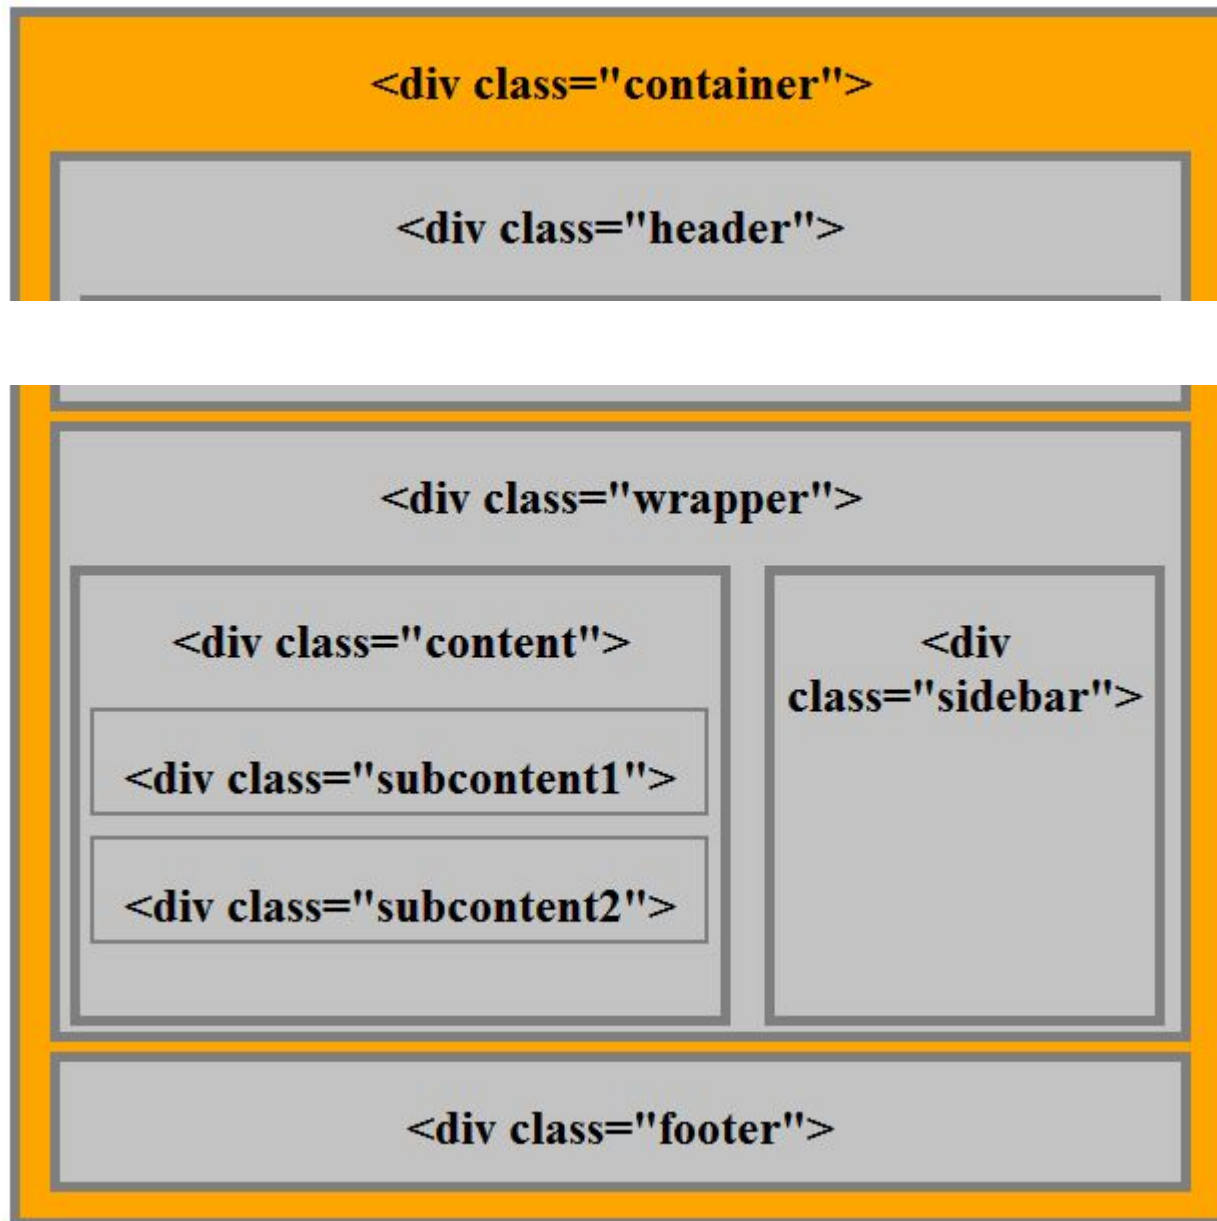 <div class="container">
<div class="header">
<div class="wrapper">
<div class="content">
<div
class="sidebar">
<div class="subcontent1">
<div class="subcontent2">
<div class="footer">